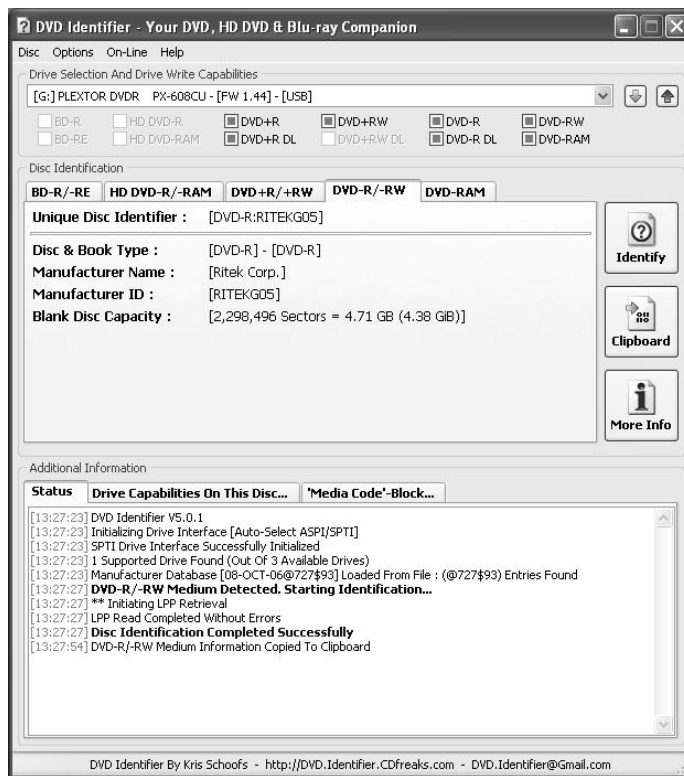 DVD Identifier - Your DVD, HD DVD & Blu-ray Companion
Disc Options On-Line Help
Drive Selection And Drive Write Capabilities
[G:] PLEXTOR DVDR PX-608CU - [FW 1.44] - [USB]
BD-R HD DVD-R DVD+R DVD+RW DVD-R DVD-RW
BD-RE HD DVD-RAM DVD+R DL DVD+RW DL DVD-R DL DVD-RAM
Disc Identification
BD-R/-RE HD DVD-R/-RAM DVD+R/+RW DVD-R/-RW DVD-RAM
Unique Disc Identifier : [DVD-R:RITEKG05]
Disc & Book Type : [DVD-R] - [DVD-R]
Manufacturer Name : [Ritek Corp.]
Manufacturer ID : [RITEKG05]
Blank Disc Capacity : [2,298,496 Sectors = 4.71 GB (4.38 GiB)]
Identify
Clipboard
More Info
Additional Information
Status Drive Capabilities On This Disc... 'Media Code'-Block...
[13:27:23] DVD Identifier V5.0.1
[13:27:23] Initializing Drive Interface [Auto-Select ASPI/SPTI]
[13:27:23] SPTI Drive Interface Successfully Initialized
[13:27:23] 1 Supported Drive Found (Out Of 3 Available Drives)
[13:27:23] Manufacturer Database [08-OCT-06@727$93] Loaded From File : (@727$93) Entries Found
[13:27:27] DVD-R/-RW Medium Detected. Starting Identification...
[13:27:27] ** Initiating LPP Retrieval
[13:27:27] LPP Read Completed Without Errors
[13:27:27] Disc Identification Completed Successfully
[13:27:54] DVD-R/-RW Medium Information Copied To Clipboard
DVD Identifier By Kris Schoofs - http://DVD.Identifier.CDfreaks.com - DVD.Identifier@Gmail.com